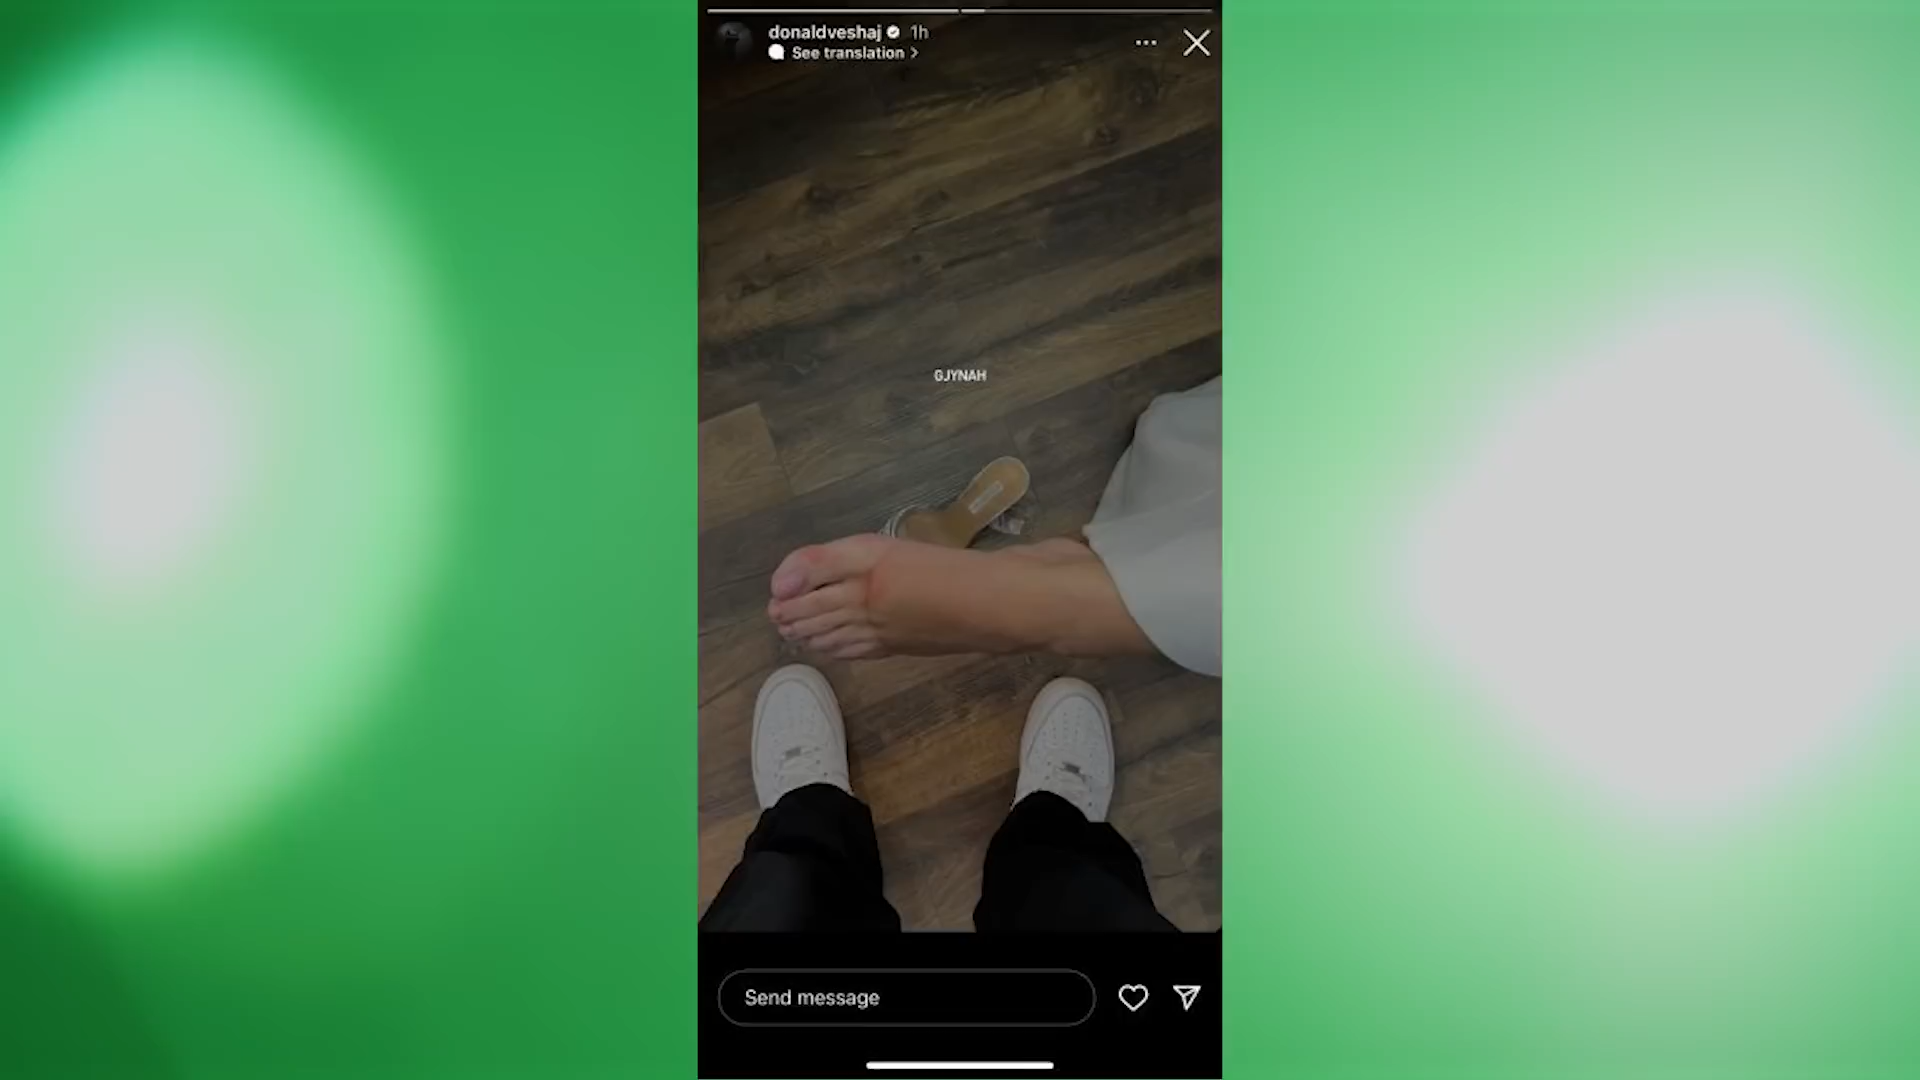 donaldveshaj 1h
See translation >
GJYNAH
Send message